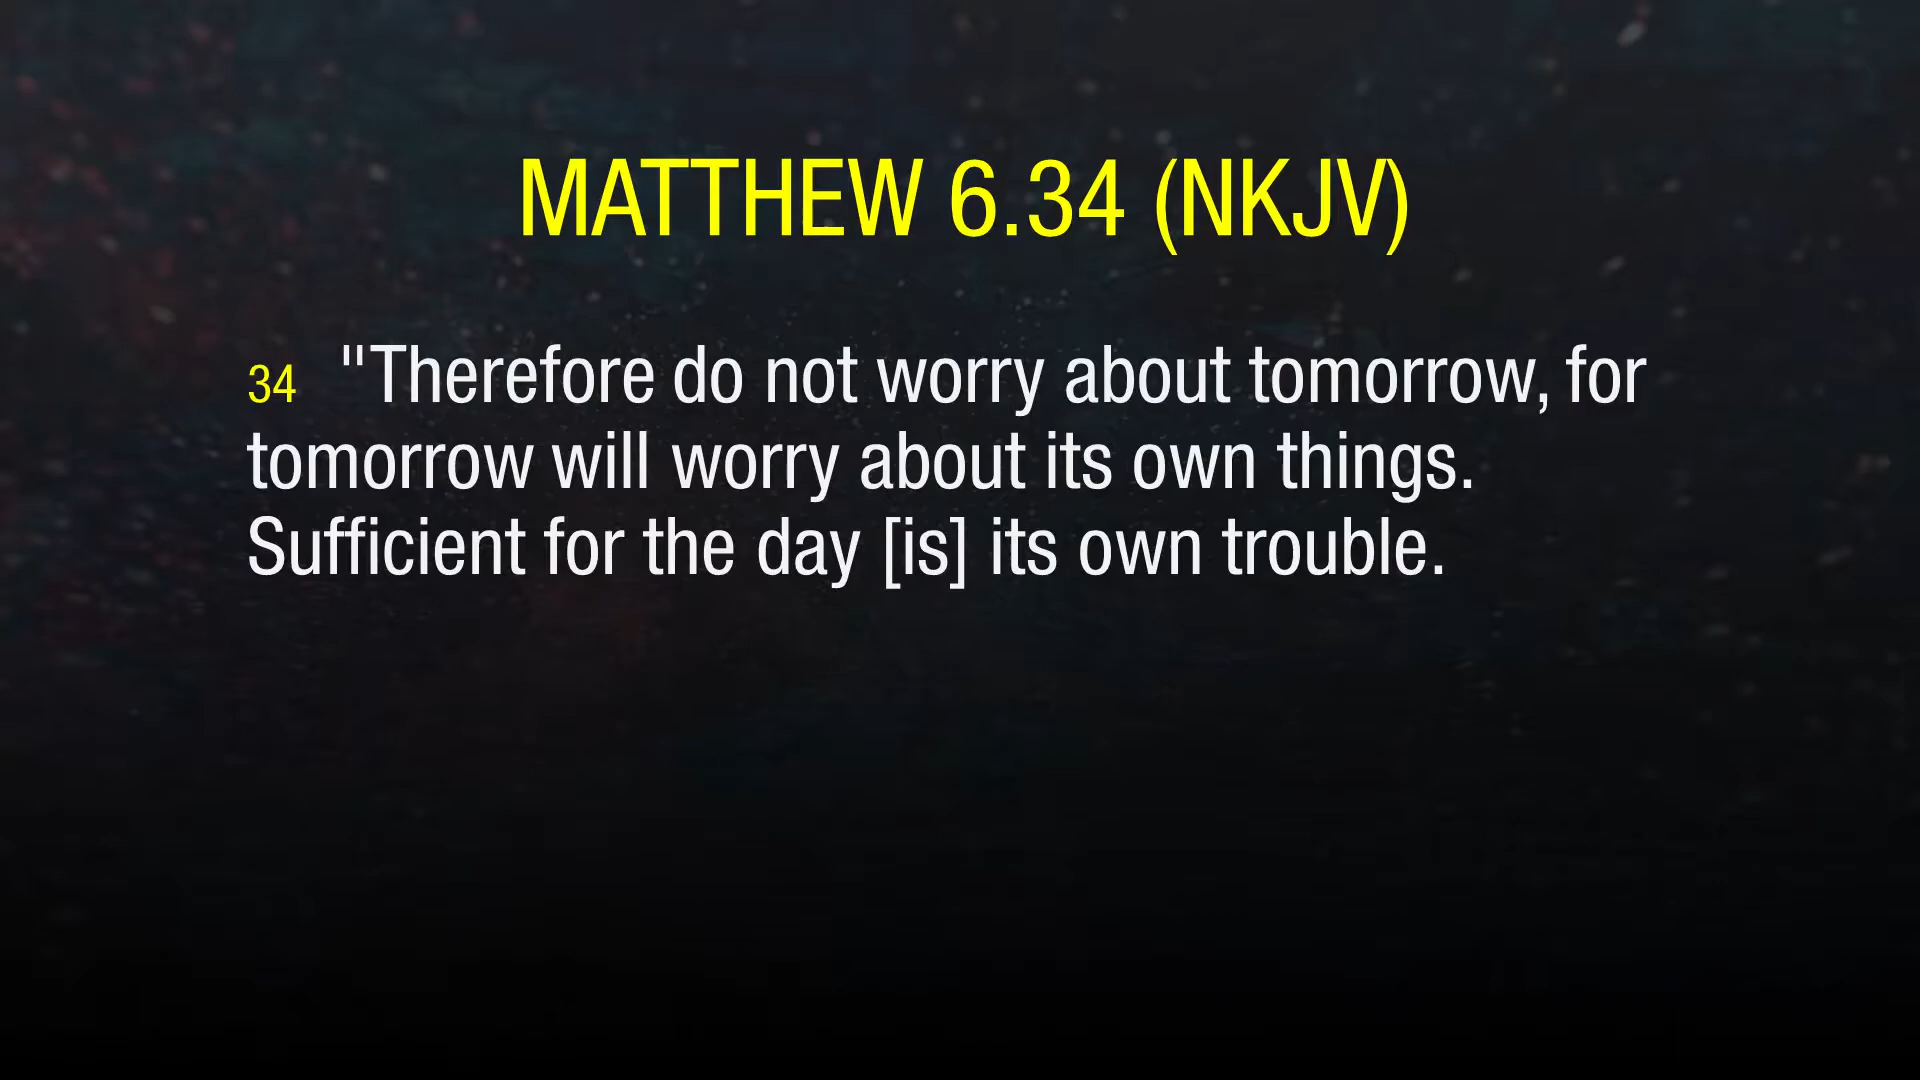 MATTHEW 6.34 (NKJV)
34 "Therefore do not worry about tomorrow, for
tomorrow will worry about its own things.
Sufficient for the day [is] its own trouble.